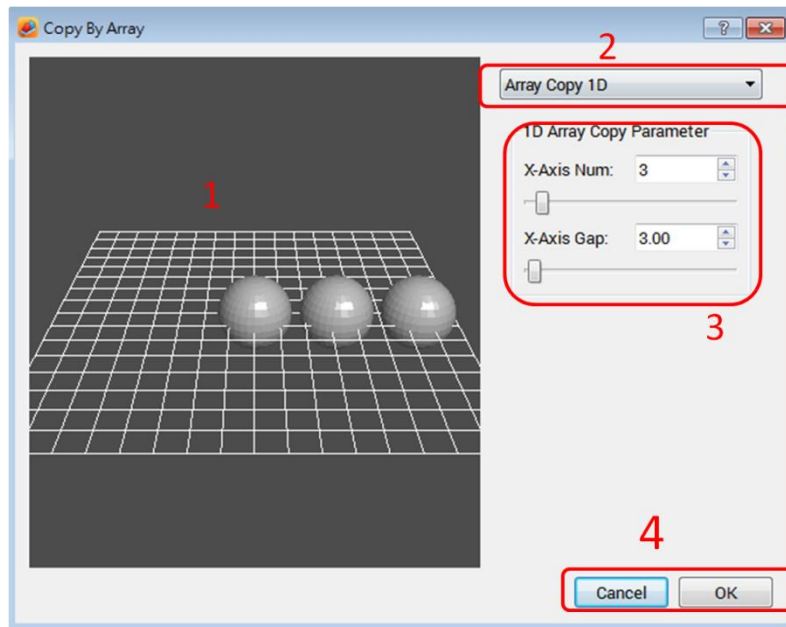 Copy By Array
2
Array Copy 1D
1D Array Copy Parameter
1
X-Axis Num: 3
X-Axis Gap: 3.00
3
4
Cancel OK